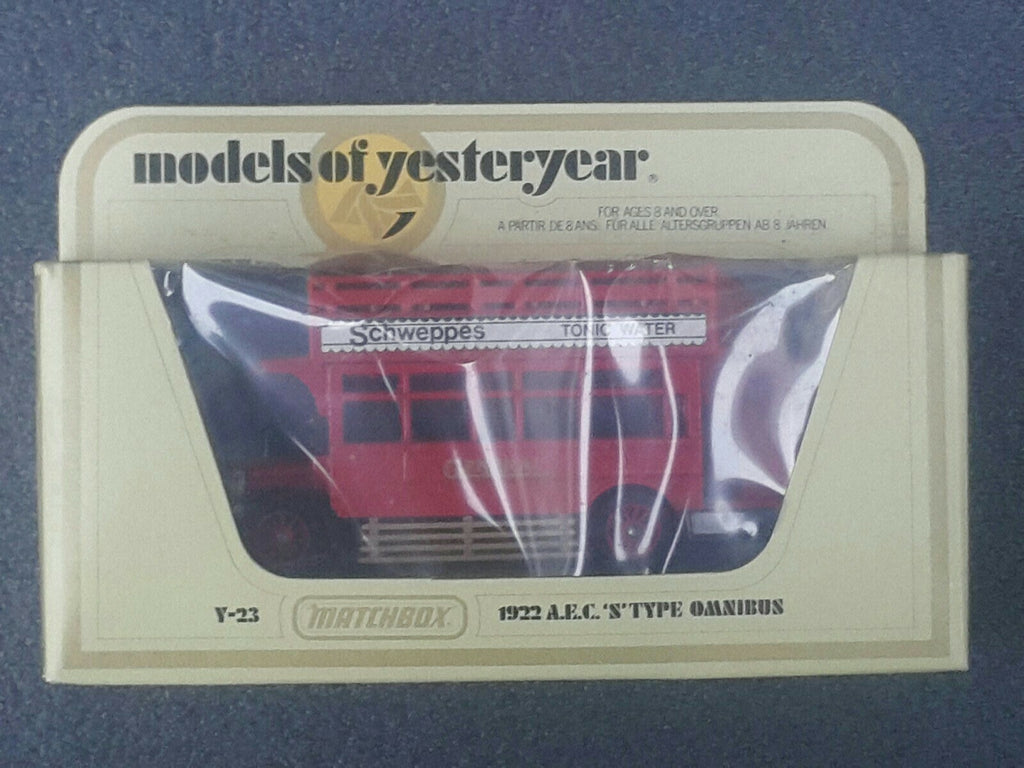 models of yesteryear®
FOR AGES 8 AND OVER
A PARTIR DE 8 ANS. FÜR ALLE ALTERSGRUPPEN AB 8 JAHREN
Schweppes TONIC WATER
Y-23 MATCHBOX 1922 A.E.C. 'S' TYPE OMNIBUS